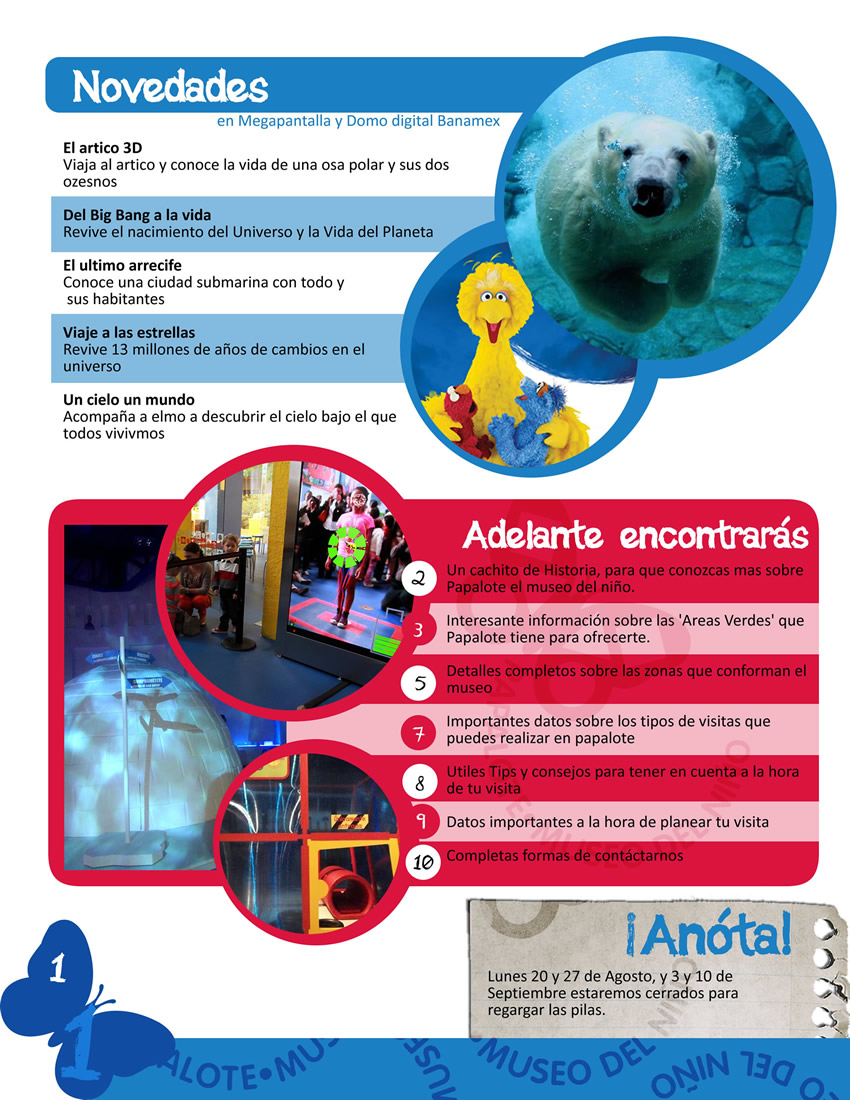 Novedades
en Megapantalla y Domo digital Banamex
El artico 3D
Viaja al artico y conoce la vida de una osa polar y sus dos
ozesnos
Del Big Bang a la vida
Revive el nacimiento del Universo y la Vida del Planeta
El ultimo arrecife
Conoce una ciudad submarina con todo y
sus habitantes
Viaje a las estrellas
Revive 13 millones de años de cambios en el
universo
Un cielo un mundo
Acompaña a elmo a descubrir el cielo bajo el que
todos vivivmos
Adelante encontrarás
2 Un cachito de Historia, para que conozcas mas sobre
Papalote el museo del niño.
3 Interesante información sobre las 'Areas Verdes' que
Papalote tiene para ofrecerte.
5 Detalles completos sobre las zonas que conforman el
museo
7 Importantes datos sobre los tipos de visitas que
puedes realizar en papalote
8 Utiles Tips y consejos para tener en cuenta a la hora
de tu visita
9 Datos importantes a la hora de planear tu visita
10 Completas formas de contáctarnos
PAPALOTE•MUSEO DEL NIÑO
¡Anóta!
Lunes 20 y 27 de Agosto, y 3 y 10 de
Septiembre estaremos cerrados para
regargar las pilas.
1
1
PALOTE•MUS
MUSE
MUSEO DEL NIÑO
O DEL NIÑO